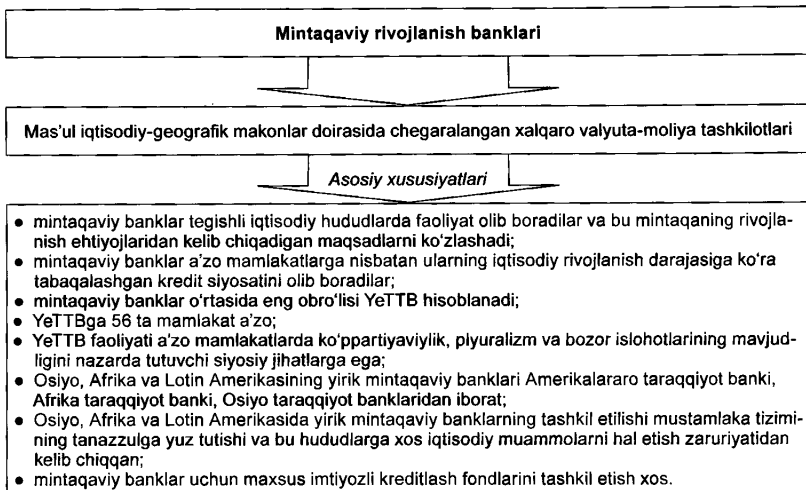 Mintaqaviy rivojlanish banklari
Mas'ul iqtisodiy-geografik makonlar doirasida chegaralangan xalqaro valyuta-moliya tashkilotlari
Asosiy xususiyatlari
• mintaqaviy banklar tegishli iqtisodiy hududlarda faoliyat olib boradilar va bu mintaqaning rivojla-
nish ehtiyojlaridan kelib chiqadigan maqsadlarni ko'zlashadi;
• mintaqaviy banklar a'zo mamlakatlarga nisbatan ularning iqtisodiy rivojlanish darajasiga ko'ra
tabaqalashgan kredit siyosatini olib boradilar;
• mintaqaviy banklar o'rtasida eng obro'lisi YeTTB hisoblanadi;
• YeTTBga 56 ta mamlakat a'zo;
• YeTTB faoliyati a'zo mamlakatlarda ko'ppartiyaviylik, plyuralizm va bozor islohotlarining mavjud-
ligini nazarda tutuvchi siyosiy jihatlarga ega;
• Osiyo, Afrika va Lotin Amerikasining yirik mintaqaviy banklari Amerikalararo taraqqiyot banki,
Afrika taraqqiyot banki, Osiyo taraqqiyot banklaridan iborat;
• Osiyo, Afrika va Lotin Amerikasida yirik mintaqaviy banklarning tashkil etilishi mustamlaka tizimi-
ning tanazzulga yuz tutishi va bu hududlarga xos iqtisodiy muammolarni hal etish zaruriyatidan
kelib chiqqan;
• mintaqaviy banklar uchun maxsus imtiyozli kreditlash fondlarini tashkil etish xos.